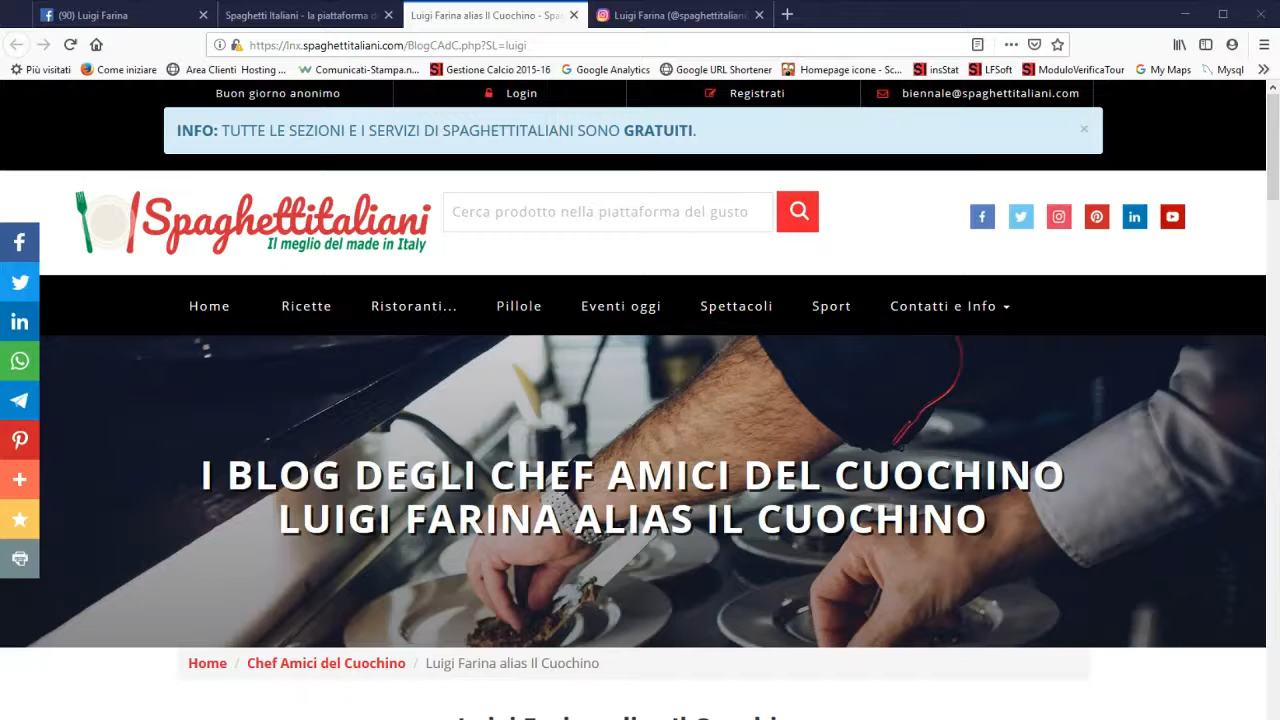 (90) Luigi Farina
Spaghetti Italiani - la piattaforma d
Luigi Farina alias Il Cuochino - Spa
Luigi Farina (@spaghettitaliani
https://lnx.spaghettitaliani.com/BlogCAdC.php?SL=luigi
Più visitati
Come iniziare
Area Clienti Hosting ...
Comunicati-Stampa.n...
Gestione Calcio 2015-16
Google Analytics
Google URL Shortener
Homepage icone - Sc...
insStat
LFSoft
ModuloVerificaTour
My Maps
Mysql
Buon giorno anonimo
Login
Registrati
biennale@spaghettitaliani.com
INFO: TUTTE LE SEZIONI E I SERVIZI DI SPAGHETTITALIANI SONO GRATUITI.
Spaghettitaliani
Il meglio del made in Italy
Cerca prodotto nella piattaforma del gusto
Home
Ricette
Ristoranti...
Pillole
Eventi oggi
Spettacoli
Sport
Contatti e Info
I BLOG DEGLI CHEF AMICI DEL CUOCHINO
LUIGI FARINA ALIAS IL CUOCHINO
Home / Chef Amici del Cuochino / Luigi Farina alias Il Cuochino